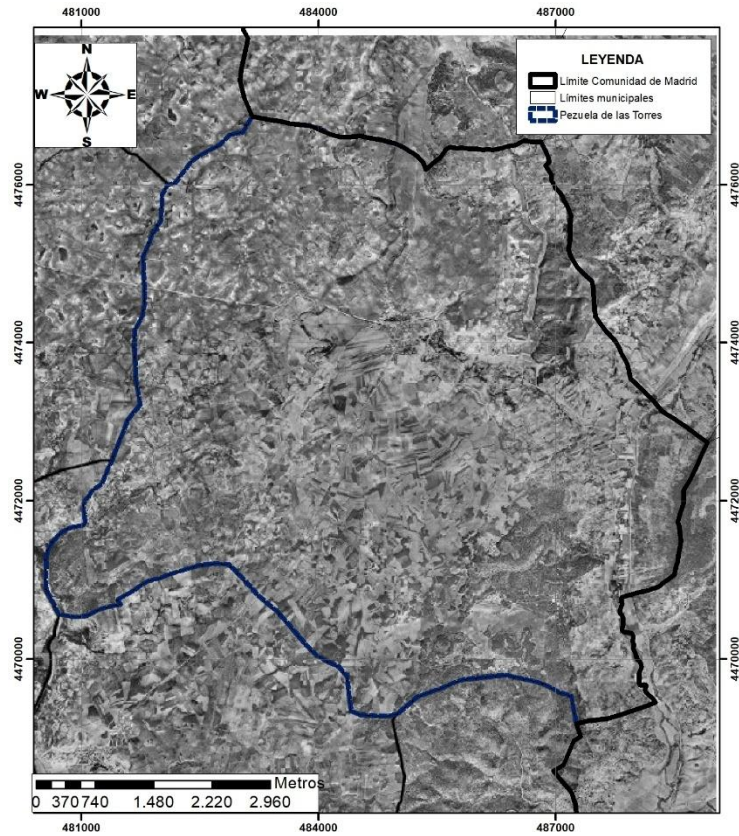 481000 484000 487000
N
W E
S
LEYENDA
Límite Comunidad de Madrid
Límites municipales
Pezuela de las Torres
4476000 4476000
4474000 4474000
4472000 4472000
4470000 4470000
Metros
0 370 740 1.480 2.220 2.960
481000 484000 487000